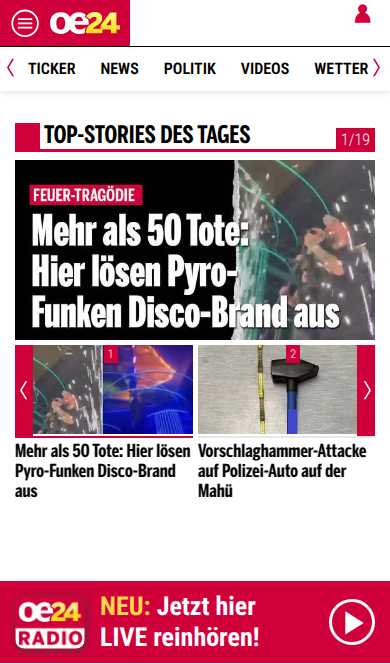 oe24
TICKER NEWS POLITIK VIDEOS WETTER
TOP-STORIES DES TAGES
1/19
FEUER-TRAGÖDIE
Mehr als 50 Tote:
Hier lösen Pyro-
Funken Disco-Brand aus
1
2
Mehr als 50 Tote: Hier lösen
Pyro-Funken Disco-Brand
aus
Vorschlaghammer-Attacke
auf Polizei-Auto auf der
Mahü
oe24
RADIO
NEU: Jetzt hier
LIVE reinhören!